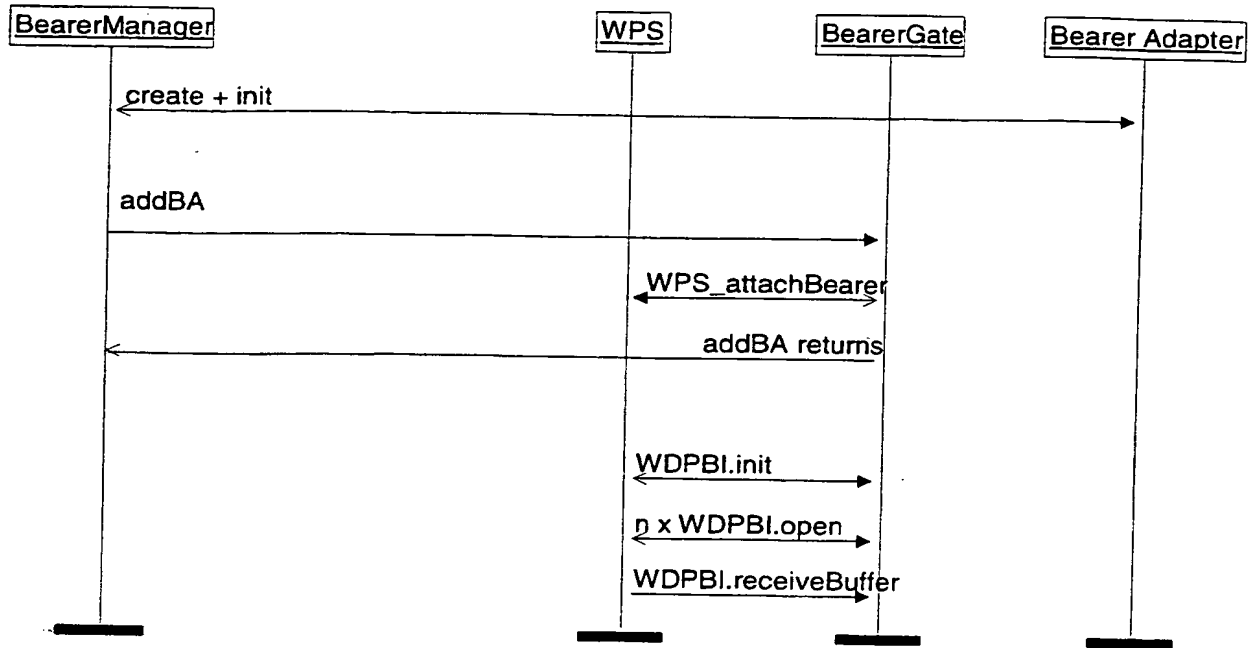 BearerManager
WPS
BearerGate
Bearer Adapter
create + init
addBA
WPS_attachBearer
addBA returns
WDPBI.init
n x WDPBI.open
WDPBI.receiveBuffer